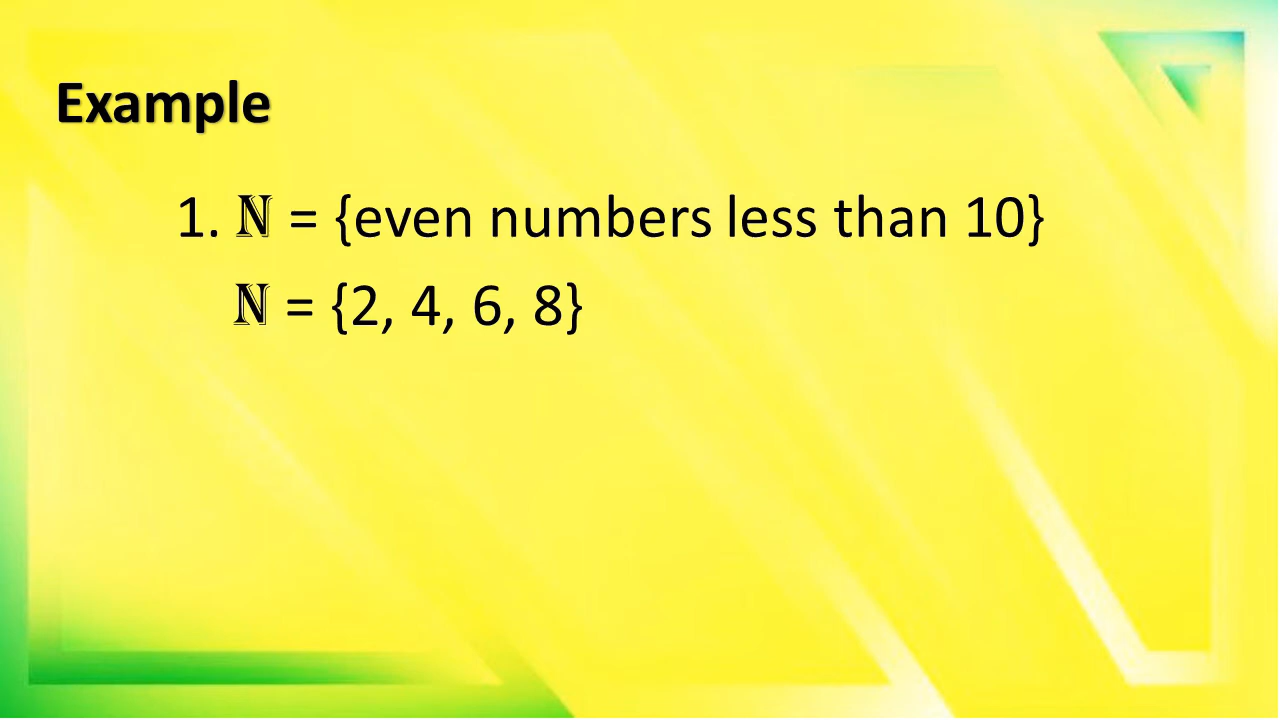 Example
1. N = {even numbers less than 10}
N = {2, 4, 6, 8}